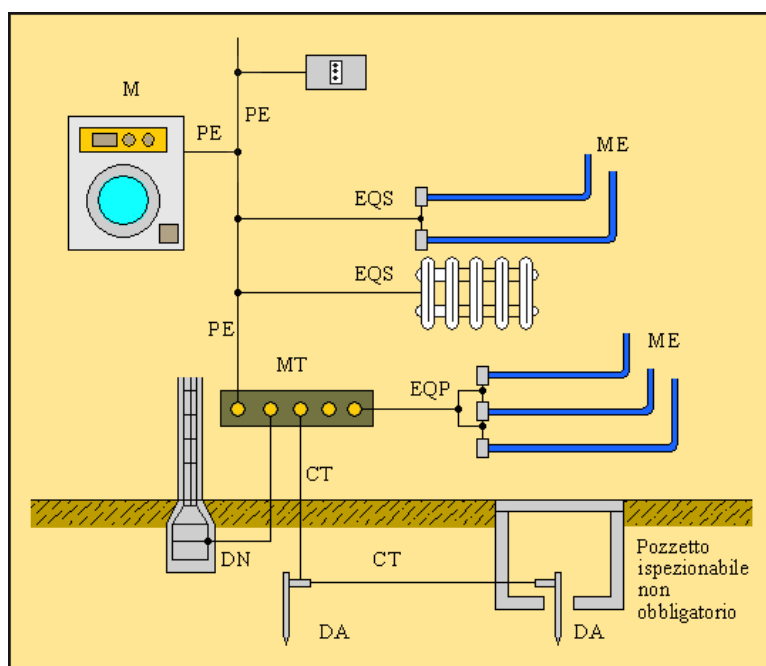 M
PE
PE
ME
EQS
EQS
PE
MT
ME
EQP
CT
DN
CT
Pozzetto
ispezionabile
non
obbligatorio
DA
DA